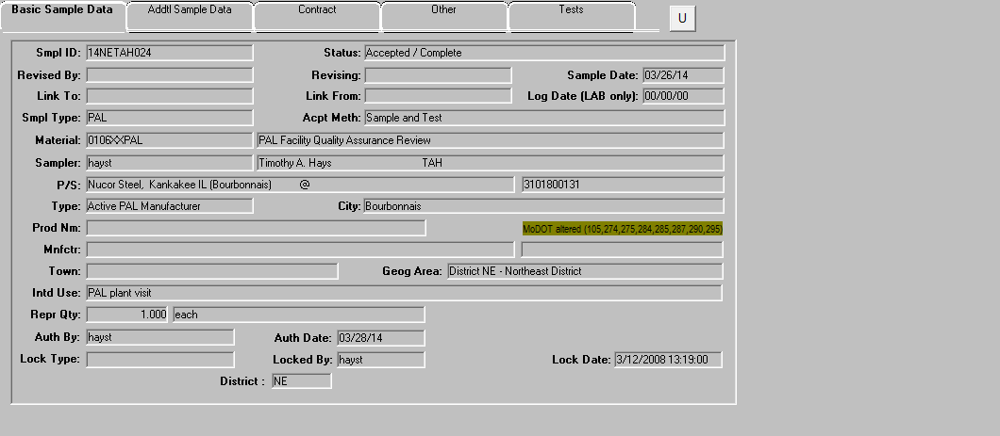 Basic Sample Data Addtl Sample Data Contract Other Tests U
Smpl ID: 14NETAH024 Status: Accepted / Complete
Revised By: Revising: Sample Date: 03/26/14
Link To: Link From: Log Date (LAB only): 00/00/00
Smpl Type: PAL Acpt Meth: Sample and Test
Material: 0106XXPAL PAL Facility Quality Assurance Review
Sampler: hayst Timothy A. Hays TAH
P/S: Nucor Steel, Kankakee IL (Bourbonnais) @ 3101800131
Type: Active PAL Manufacturer City: Bourbonnais
Prod Nm: MoDOT altered (105,274,275,284,285,287,290,295)
Mnfctr:
Town: Geog Area: District NE - Northeast District
Intd Use: PAL plant visit
Repr Qty: 1.000 each
Auth By: hayst Auth Date: 03/28/14
Lock Type: Locked By: hayst Lock Date: 3/12/2008 13:19:00
District : NE